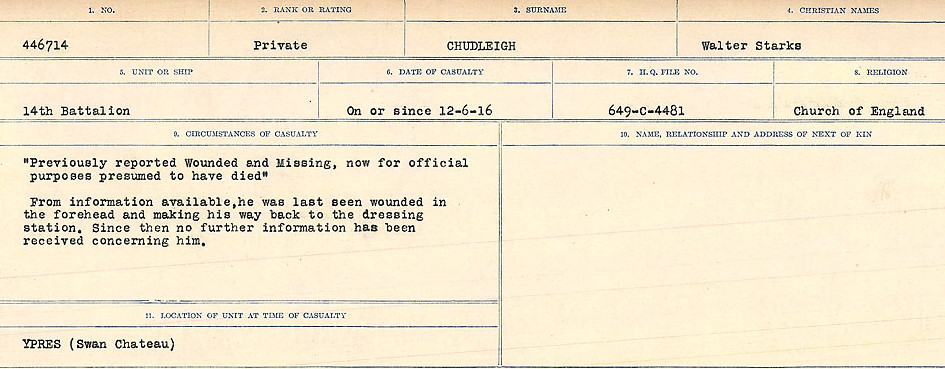 1. NO.
2. RANK OR RATING
3. SURNAME
4. CHRISTIAN NAMES
446714
Private
CHUDLEIGH
Walter Starks
5. UNIT OR SHIP
6. DATE OF CASUALTY
7. H. Q. FILE NO.
8. RELIGION
14th Battalion
On or since 12-6-16
649-C-4481
Church of England
9. CIRCUMSTANCES OF CASUALTY
"Previously reported Wounded and Missing, now for official
purposes presumed to have died"
From information available,he was last seen wounded in
the forehead and making his way back to the dressing
station. Since then no further information has been
received concerning him.
10. NAME, RELATIONSHIP AND ADDRESS OF NEXT OF KIN
11. LOCATION OF UNIT AT TIME OF CASUALTY
YPRES (Swan Chateau)